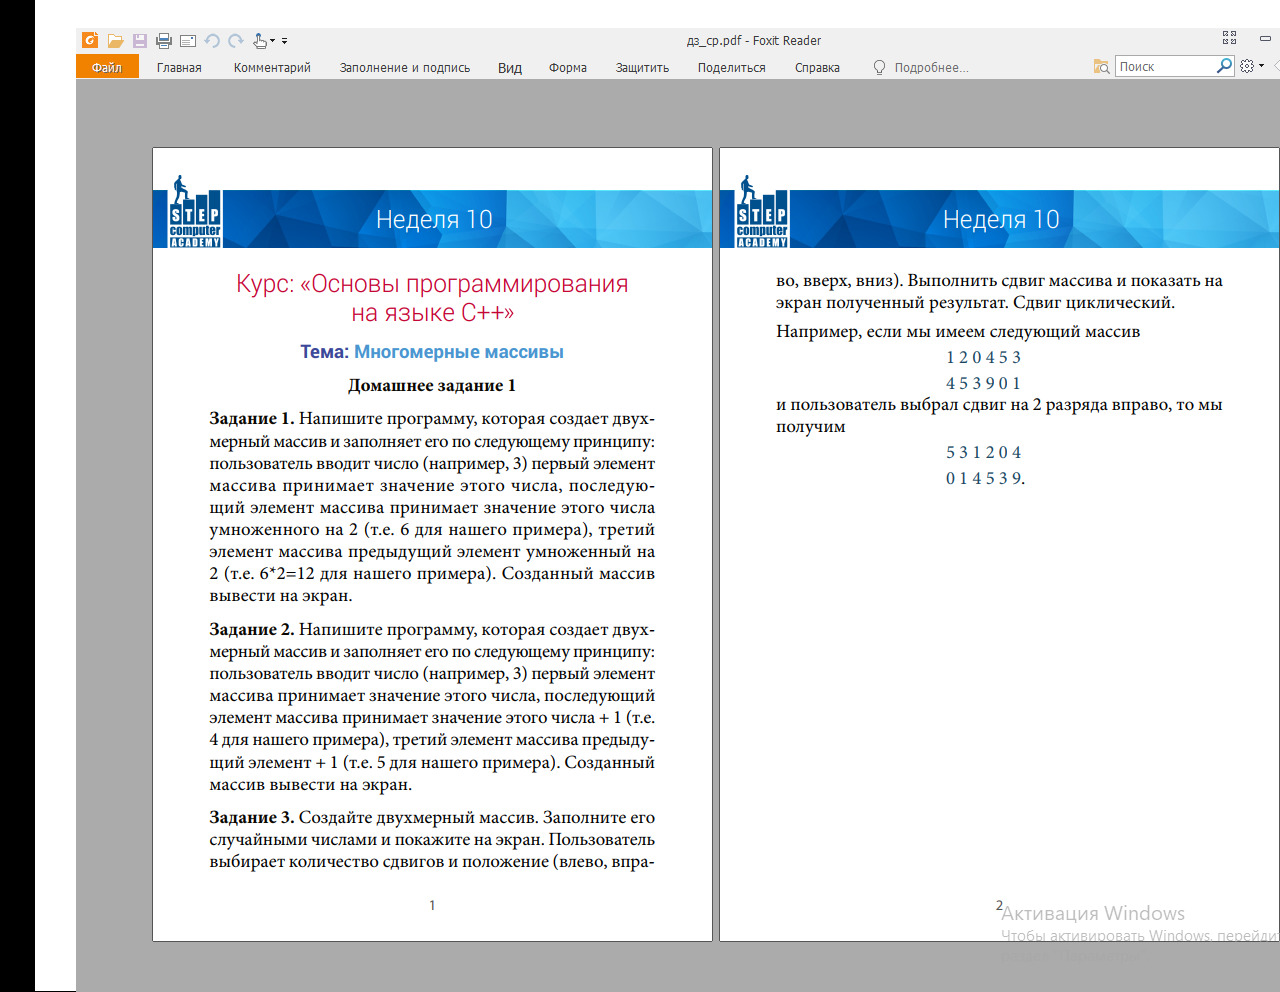 дз_ср.pdf - Foxit Reader
Файл Главная Комментарий Заполнение и подпись Вид Форма Защитить Поделиться Справка Подробнее... Поиск
STEP
computer
ACADEMY
Неделя 10
Курс: «Основы программирования
на языке C++»
Тема: Многомерные массивы
Домашнее задание 1
Задание 1. Напишите программу, которая создает двух-
мерный массив и заполняет его по следующему принципу:
пользователь вводит число (например, 3) первый элемент
массива принимает значение этого числа, последую-
щий элемент массива принимает значение этого числа
умноженного на 2 (т.е. 6 для нашего примера), третий
элемент массива предыдущий элемент умноженный на
2 (т.е. 6*2=12 для нашего примера). Созданный массив
вывести на экран.
Задание 2. Напишите программу, которая создает двух-
мерный массив и заполняет его по следующему принципу:
пользователь вводит число (например, 3) первый элемент
массива принимает значение этого числа, последующий
элемент массива принимает значение этого числа + 1 (т.е.
4 для нашего примера), третий элемент массива предыду-
щий элемент + 1 (т.е. 5 для нашего примера). Созданный
массив вывести на экран.
Задание 3. Создайте двухмерный массив. Заполните его
случайными числами и покажите на экран. Пользователь
выбирает количество сдвигов и положение (влево, впра-
1
STEP
computer
ACADEMY
Неделя 10
во, вверх, вниз). Выполнить сдвиг массива и показать на
экран полученный результат. Сдвиг циклический.
Например, если мы имеем следующий массив
1 2 0 4 5 3
4 5 3 9 0 1
и пользователь выбрал сдвиг на 2 разряда вправо, то мы
получим
5 3 1 2 0 4
0 1 4 5 3 9.
2
Активация Windows
Чтобы активировать Windows, перейди